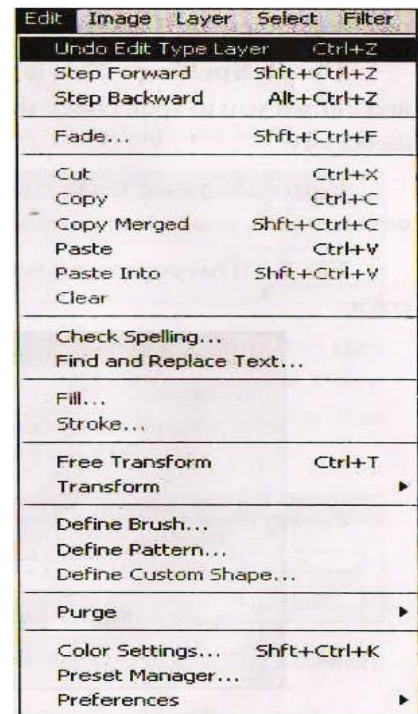 Edit Image Layer Select Filter
Undo Edit Type Layer Ctrl+Z
Step Forward Shft+Ctrl+Z
Step Backward Alt+Ctrl+Z
Fade... Shft+Ctrl+F
Cut Ctrl+X
Copy Ctrl+C
Copy Merged Shft+Ctrl+C
Paste Ctrl+V
Paste Into Shft+Ctrl+V
Clear
Check Spelling...
Find and Replace Text...
Fill...
Stroke...
Free Transform Ctrl+T
Transform
Define Brush...
Define Pattern...
Define Custom Shape...
Purge
Color Settings... Shft+Ctrl+K
Preset Manager...
Preferences